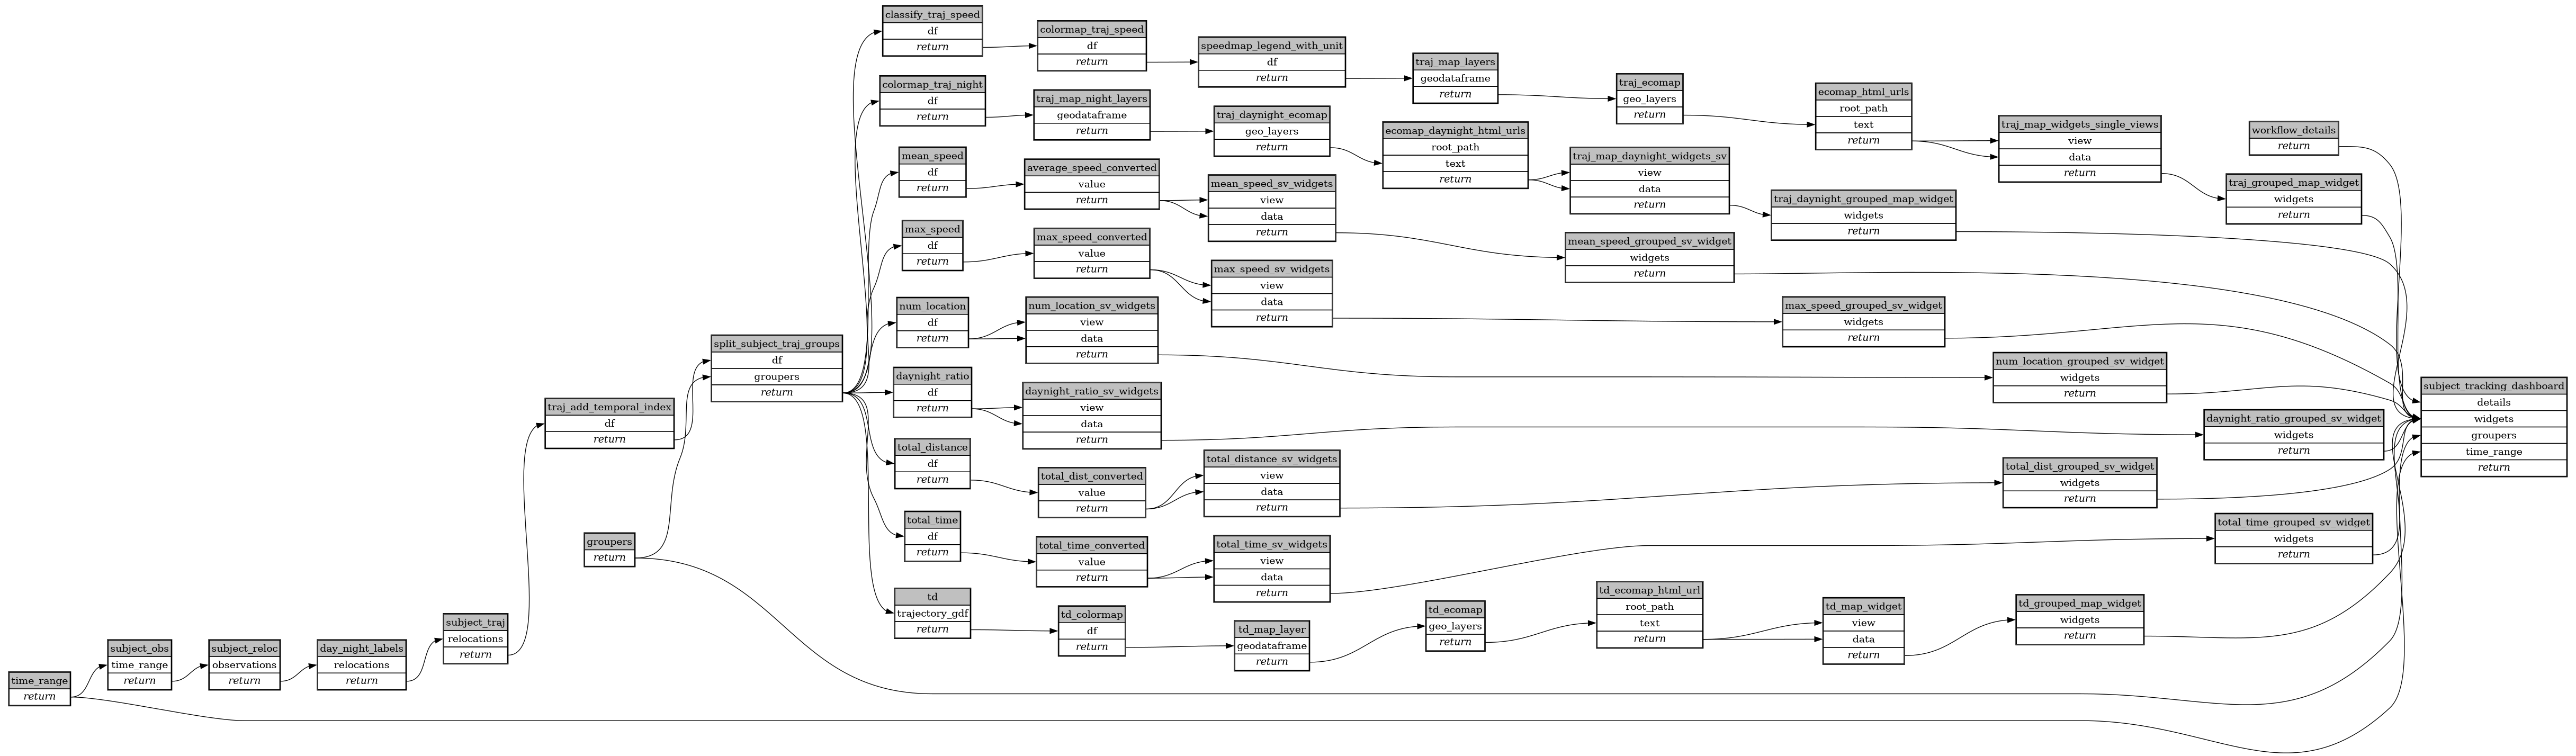 classify_traj_speed
df
return
colormap_traj_speed
df
return
speedmap_legend_with_unit
df
return
traj_map_layers
geodataframe
return
traj_ecomap
geo_layers
return
ecomap_html_urls
root_path
text
return
traj_map_widgets_single_views
view
data
return
workflow_details
return
traj_grouped_map_widget
widgets
return
colormap_traj_night
df
return
traj_map_night_layers
geodataframe
return
traj_daynight_ecomap
geo_layers
return
ecomap_daynight_html_urls
root_path
text
return
traj_map_daynight_widgets_sv
view
data
return
traj_daynight_grouped_map_widget
widgets
return
mean_speed
df
return
average_speed_converted
value
return
mean_speed_sv_widgets
view
data
return
mean_speed_grouped_sv_widget
widgets
return
max_speed
df
return
max_speed_converted
value
return
max_speed_sv_widgets
view
data
return
max_speed_grouped_sv_widget
widgets
return
num_location
df
return
num_location_sv_widgets
view
data
return
num_location_grouped_sv_widget
widgets
return
split_subject_traj_groups
df
groupers
return
daynight_ratio
df
return
daynight_ratio_sv_widgets
view
data
return
daynight_ratio_grouped_sv_widget
widgets
return
subject_tracking_dashboard
details
widgets
groupers
time_range
return
traj_add_temporal_index
df
return
total_distance
df
return
total_dist_converted
value
return
total_distance_sv_widgets
view
data
return
total_dist_grouped_sv_widget
widgets
return
groupers
return
total_time
df
return
total_time_converted
value
return
total_time_sv_widgets
view
data
return
total_time_grouped_sv_widget
widgets
return
td
trajectory_gdf
return
td_colormap
df
return
td_map_layer
geodataframe
return
td_ecomap
geo_layers
return
td_ecomap_html_url
root_path
text
return
td_map_widget
view
data
return
td_grouped_map_widget
widgets
return
time_range
return
subject_obs
time_range
return
subject_reloc
observations
return
day_night_labels
relocations
return
subject_traj
relocations
return